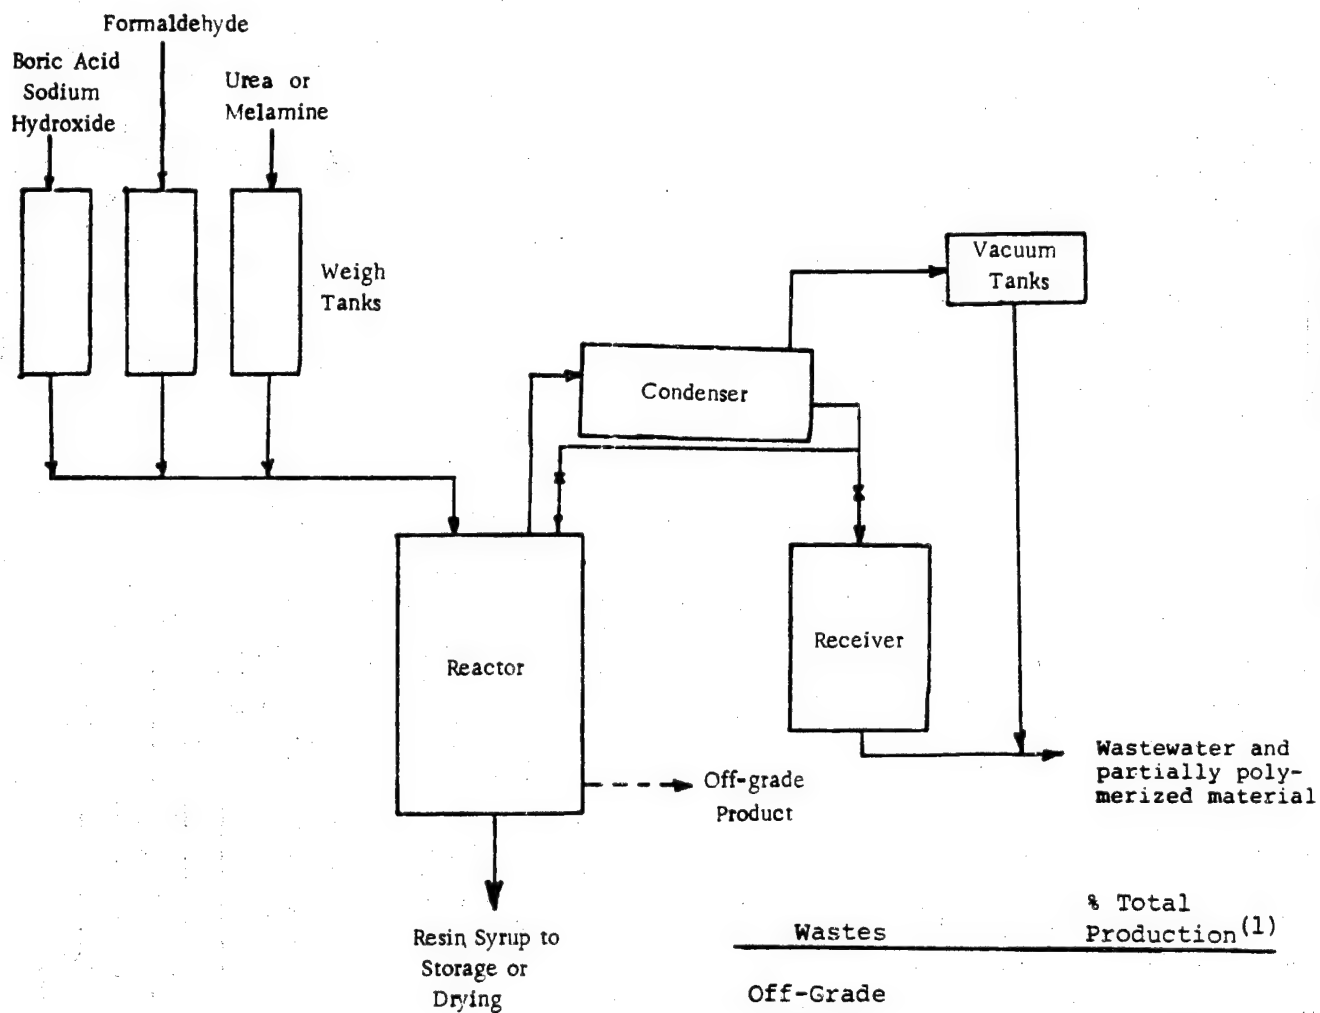 Formaldehyde
Boric Acid
Sodium
Hydroxide
Urea or
Melamine
Weigh
Tanks
Vacuum
Tanks
Condenser
Reactor
Receiver
Off-grade
Product
Wastewater and
partially poly-
merized material
Resin Syrup to
Storage or
Drying
% Total
Wastes Production(1)
Off-Grade